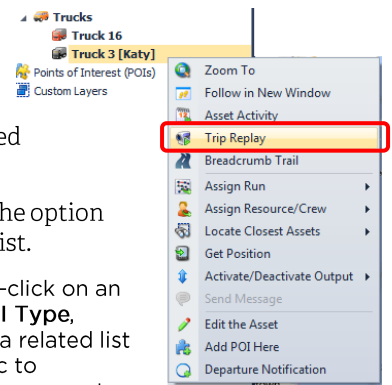 Trucks
Truck 16
Truck 3 [Katy]
Points of Interest (POIs)
Custom Layers
Zoom To
Follow in New Window
Asset Activity
Trip Replay
Breadcrumb Trail
Assign Run
Assign Resource/Crew
Locate Closest Assets
Get Position
Activate/Deactivate Output
Send Message
Edit the Asset
Add POI Here
Departure Notification
ed
he option
ist.
-click on an
l Type,
a related list
c to